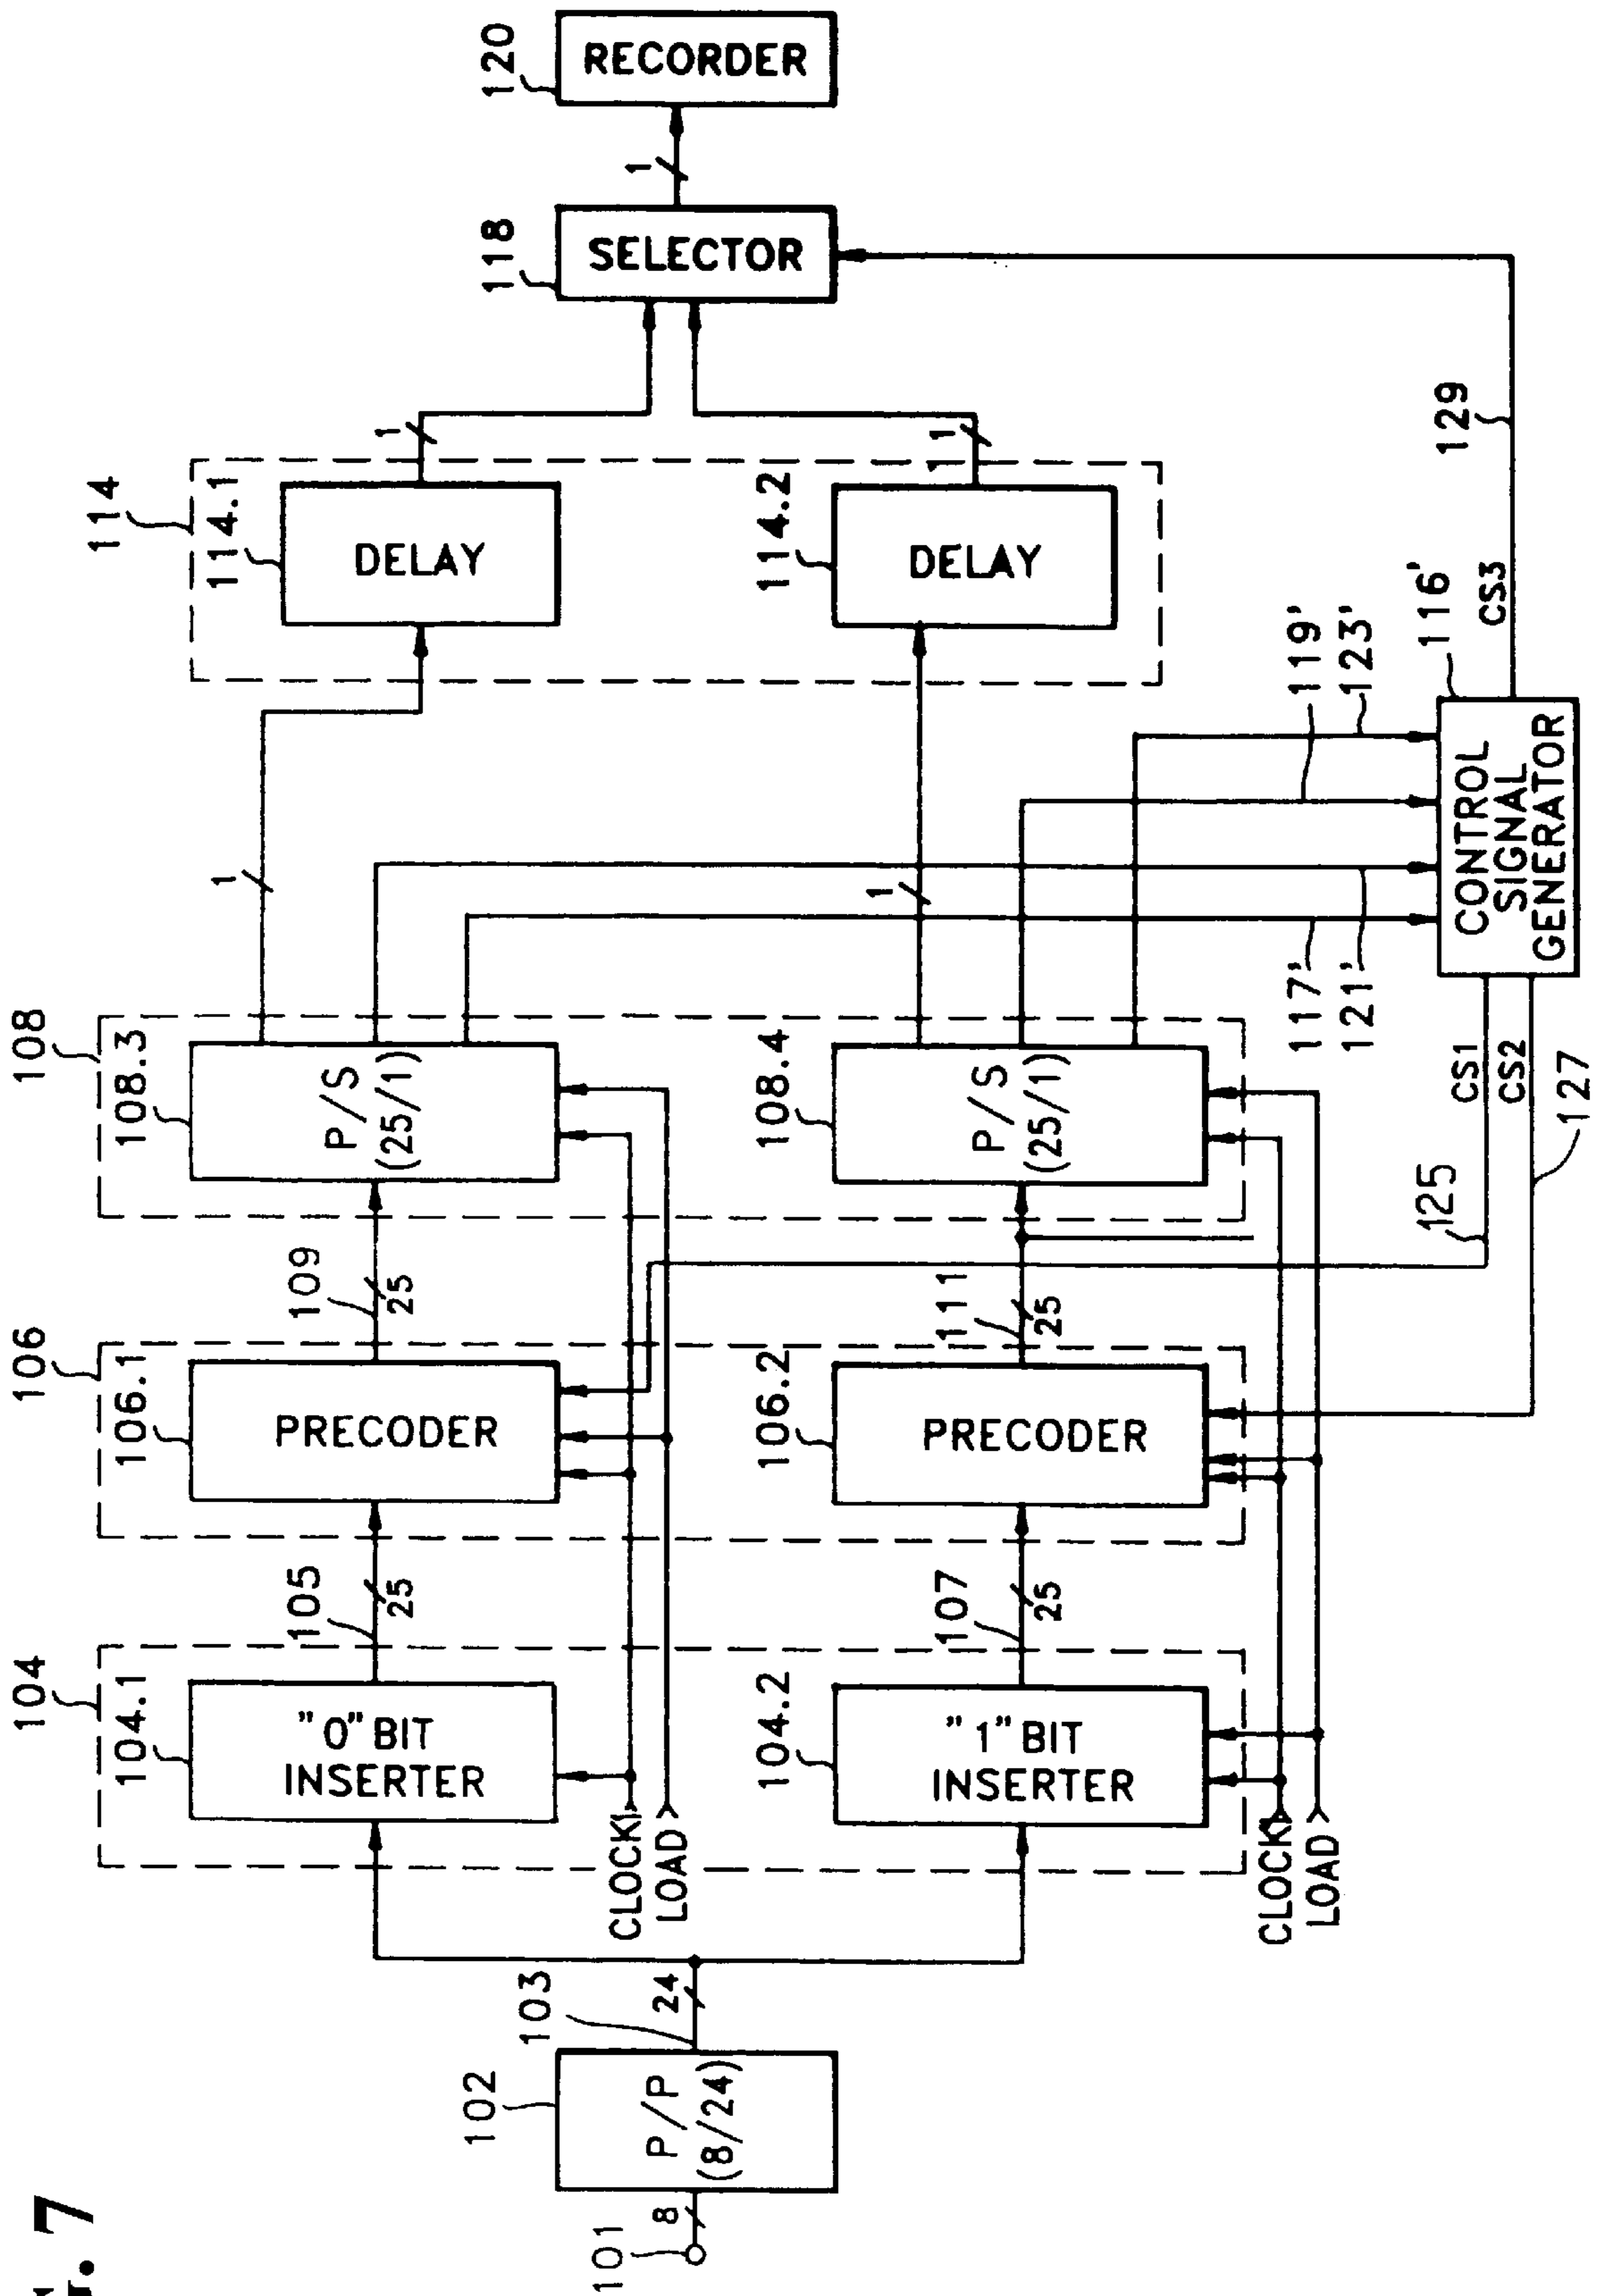 101
8
102
P/P
(8/24)
103
24
104
104.1
"0" BIT
INSERTER
CLOCK
LOAD
104.2
"1" BIT
INSERTER
CLOCK
LOAD
105
25
107
25
106
106.1
PRECODER
106.2
PRECODER
109
25
111
25
108
108.3
P/S
(25/1)
108.4
P/S
(25/1)
125
127
CS1
CS2
1
1
117'
121'
119'
123'
CONTROL
SIGNAL
GENERATOR
116'
CS3
129
114
114.1
DELAY
114.2
DELAY
1
1
118
SELECTOR
1
120
RECORDER
7